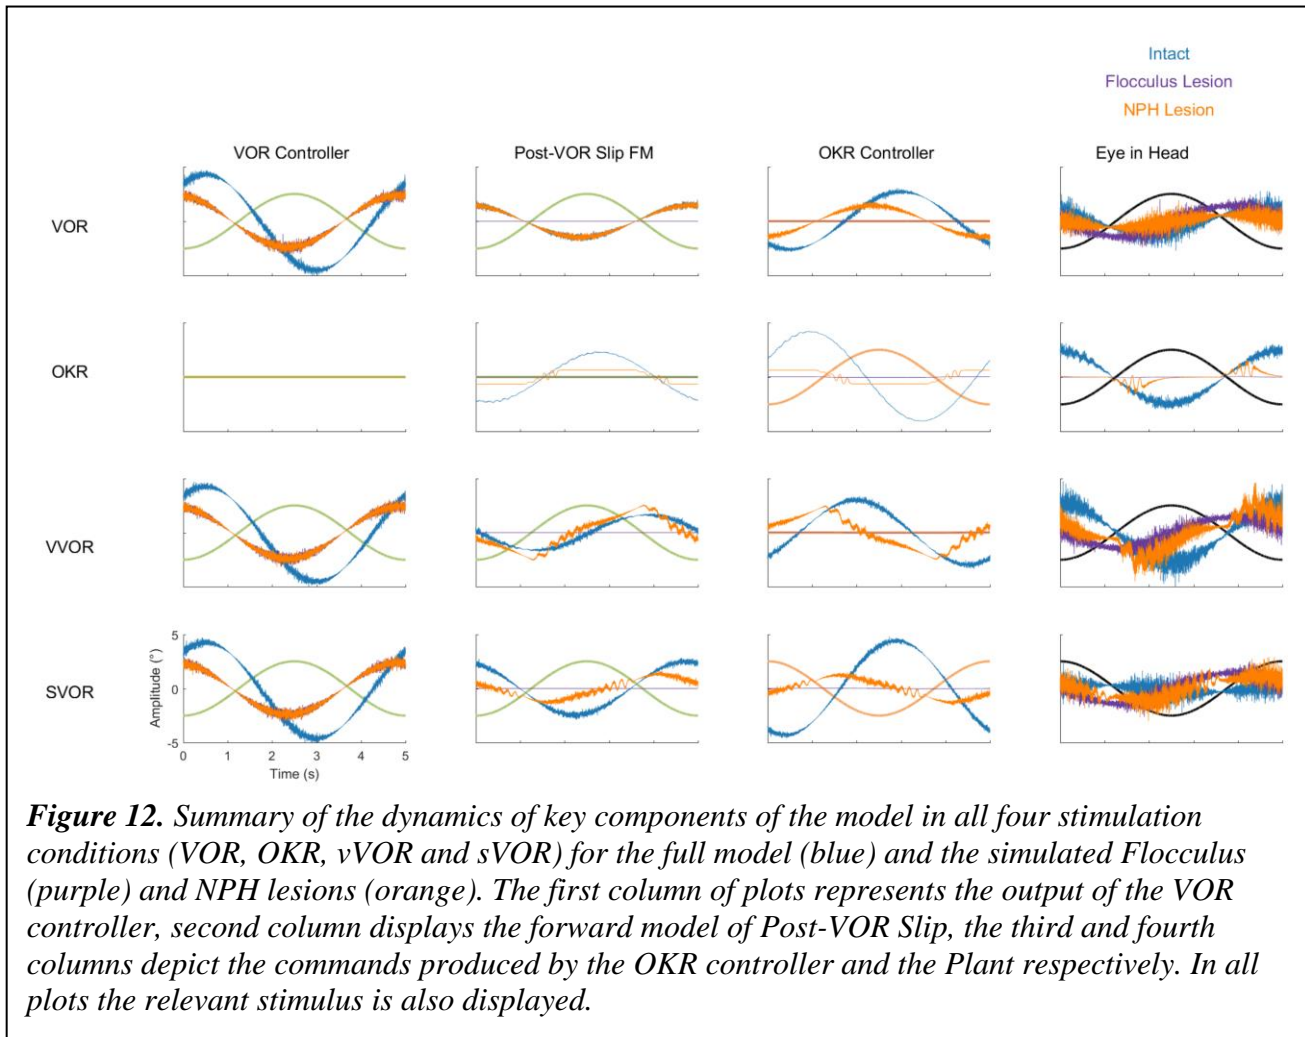 Intact
Flocculus Lesion
NPH Lesion
VOR Controller
Post-VOR Slip FM
OKR Controller
Eye in Head
VOR
OKR
VVOR
SVOR
Amplitude (°)
5
0
-5
0 1 2 3 4 5
Time (s)
Figure 12. Summary of the dynamics of key components of the model in all four stimulation
conditions (VOR, OKR, vVOR and sVOR) for the full model (blue) and the simulated Flocculus
(purple) and NPH lesions (orange). The first column of plots represents the output of the VOR
controller, second column displays the forward model of Post-VOR Slip, the third and fourth
columns depict the commands produced by the OKR controller and the Plant respectively. In all
plots the relevant stimulus is also displayed.